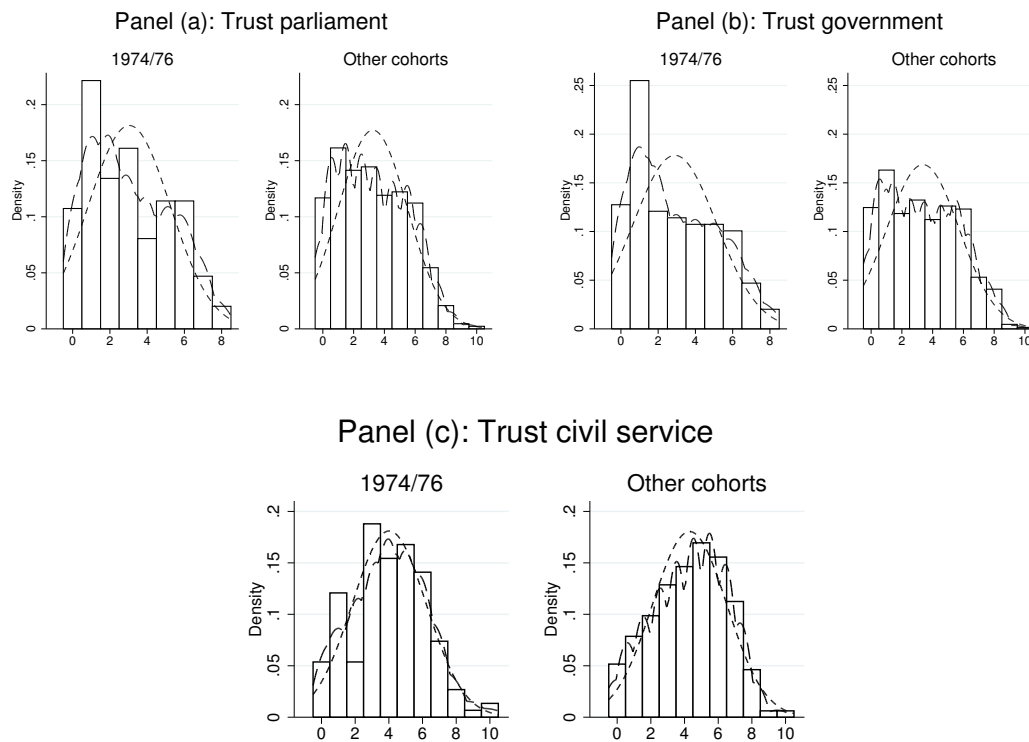 Panel (a): Trust parliament
Panel (b): Trust government
1974/76
Other cohorts
1974/76
Other cohorts
Density
0
.05
.1
.15
.2
0 2 4 6 8
Density
0
.05
.1
.15
.2
0 2 4 6 8 10
Density
0
.05
.1
.15
.2
.25
0 2 4 6 8
Density
0
.05
.1
.15
.2
.25
0 2 4 6 8 10
Panel (c): Trust civil service
1974/76
Other cohorts
Density
0
.05
.1
.15
.2
0 2 4 6 8 10
Density
0
.05
.1
.15
.2
0 2 4 6 8 10